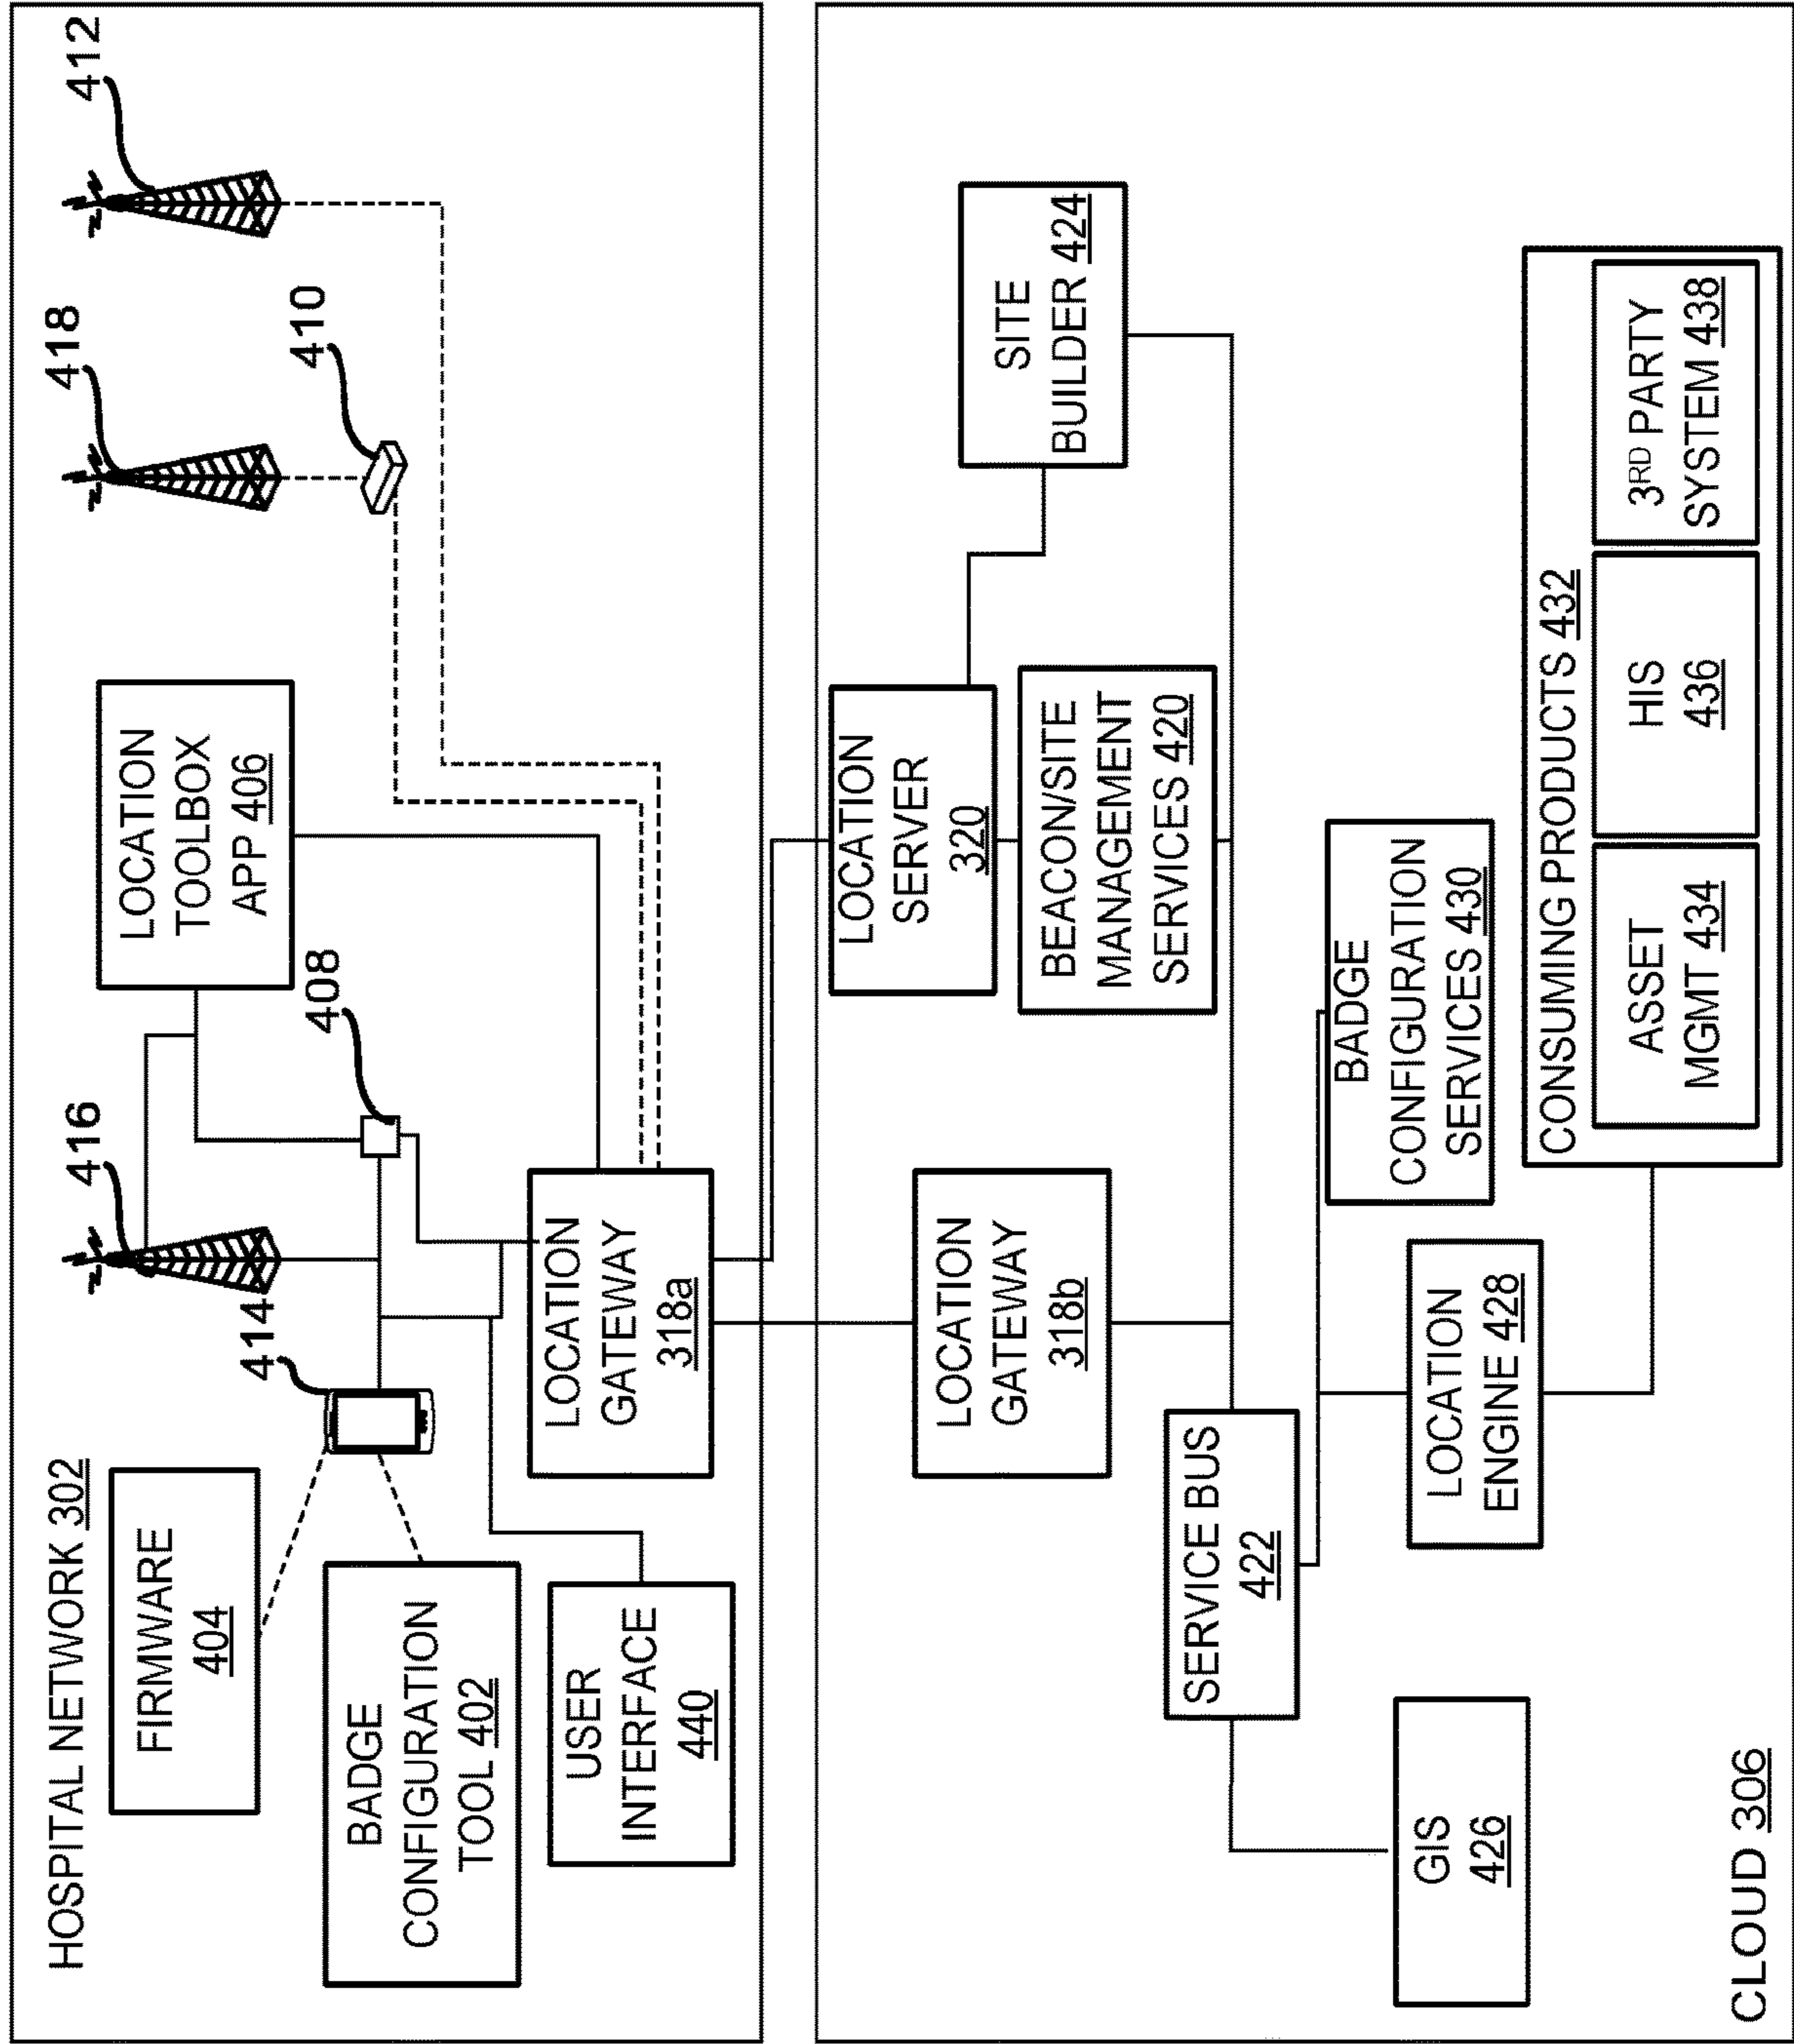 HOSPITAL NETWORK 302
FIRMWARE
404
BADGE
CONFIGURATION
TOOL 402
USER
INTERFACE
440
414
416
408
LOCATION
TOOLBOX
APP 406
418
410
412
LOCATION
GATEWAY
318a
LOCATION
GATEWAY
318b
LOCATION
SERVER
320
BEACON/SITE
MANAGEMENT
SERVICES 420
SITE
BUILDER 424
SERVICE BUS
422
GIS
426
LOCATION
ENGINE 428
BADGE
CONFIGURATION
SERVICES 430
CONSUMING PRODUCTS 432
ASSET
MGMT 434
HIS
436
3RD PARTY
SYSTEM 438
CLOUD 306